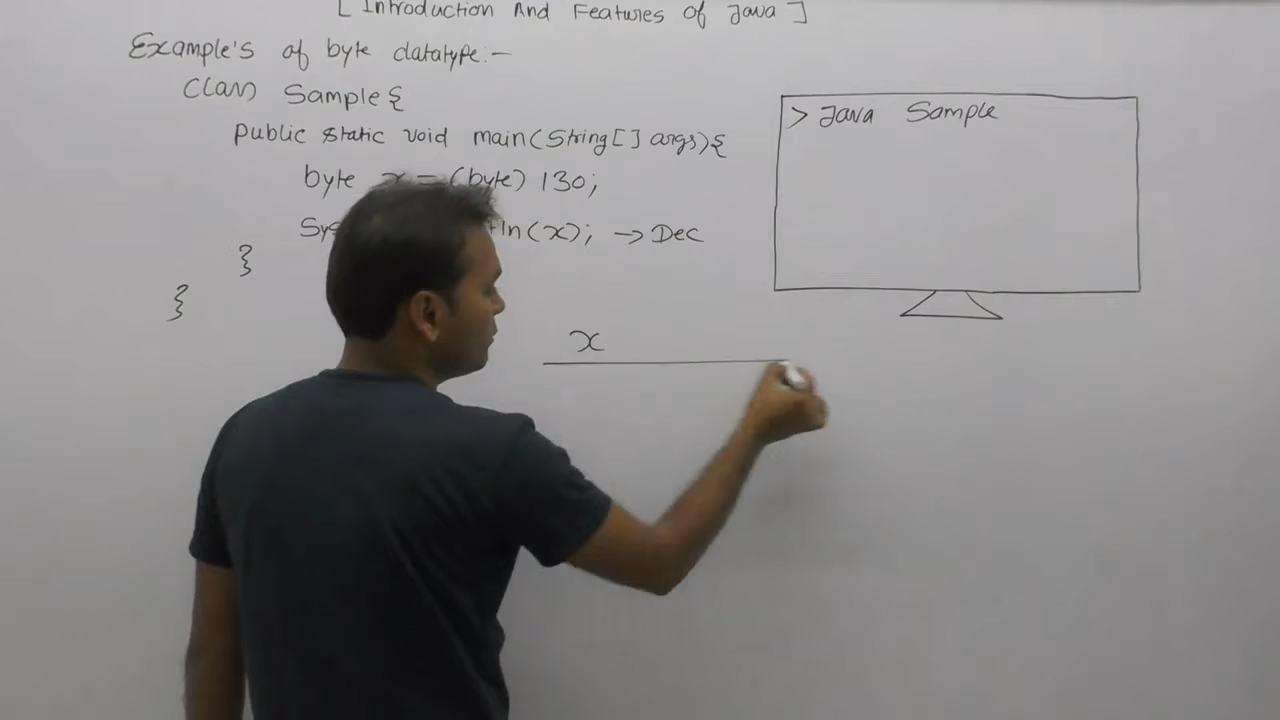 [ Introduction And Features of Java ]
Example's of byte datatype:-
Class Sample {
public static void main(String[] args){
byte x = (byte) 130;
Sys ln(x); → Dec
}
}
> Java Sample
x